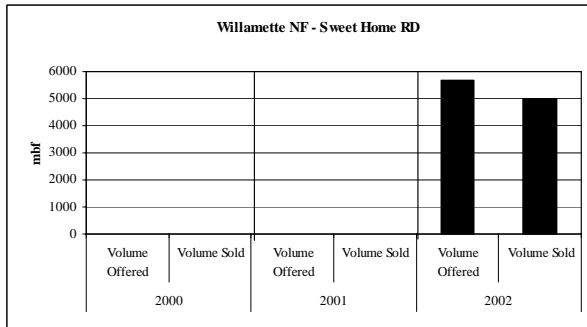 Willamette NF - Sweet Home RD
6000
5000
4000
3000
2000
1000
0
mbf
Volume Offered Volume Sold Volume Offered Volume Sold Volume Offered Volume Sold
2000 2001 2002